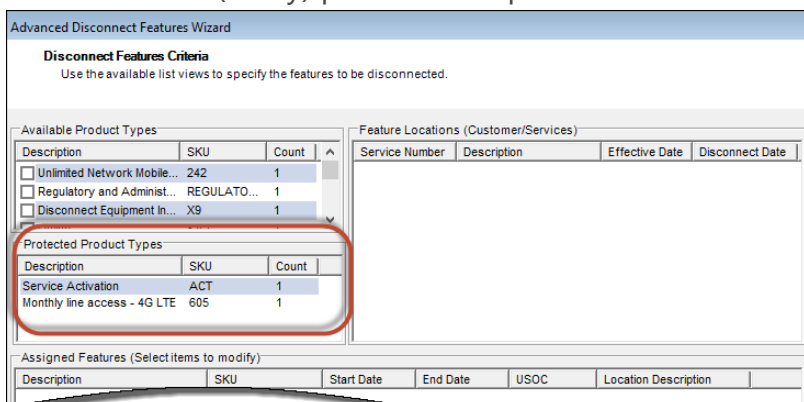 Advanced Disconnect Features Wizard
Disconnect Features Criteria
Use the available list views to specify the features to be disconnected.
Available Product Types
Description SKU Count
Unlimited Network Mobile... 242 1
Regulatory and Administ... REGULATO... 1
Disconnect Equipment In... X9 1
Protected Product Types
Description SKU Count
Service Activation ACT 1
Monthly line access - 4G LTE 605 1
Feature Locations (Customer/Services)
Service Number Description Effective Date Disconnect Date
Assigned Features (Select items to modify)
Description SKU Start Date End Date USOC Location Description